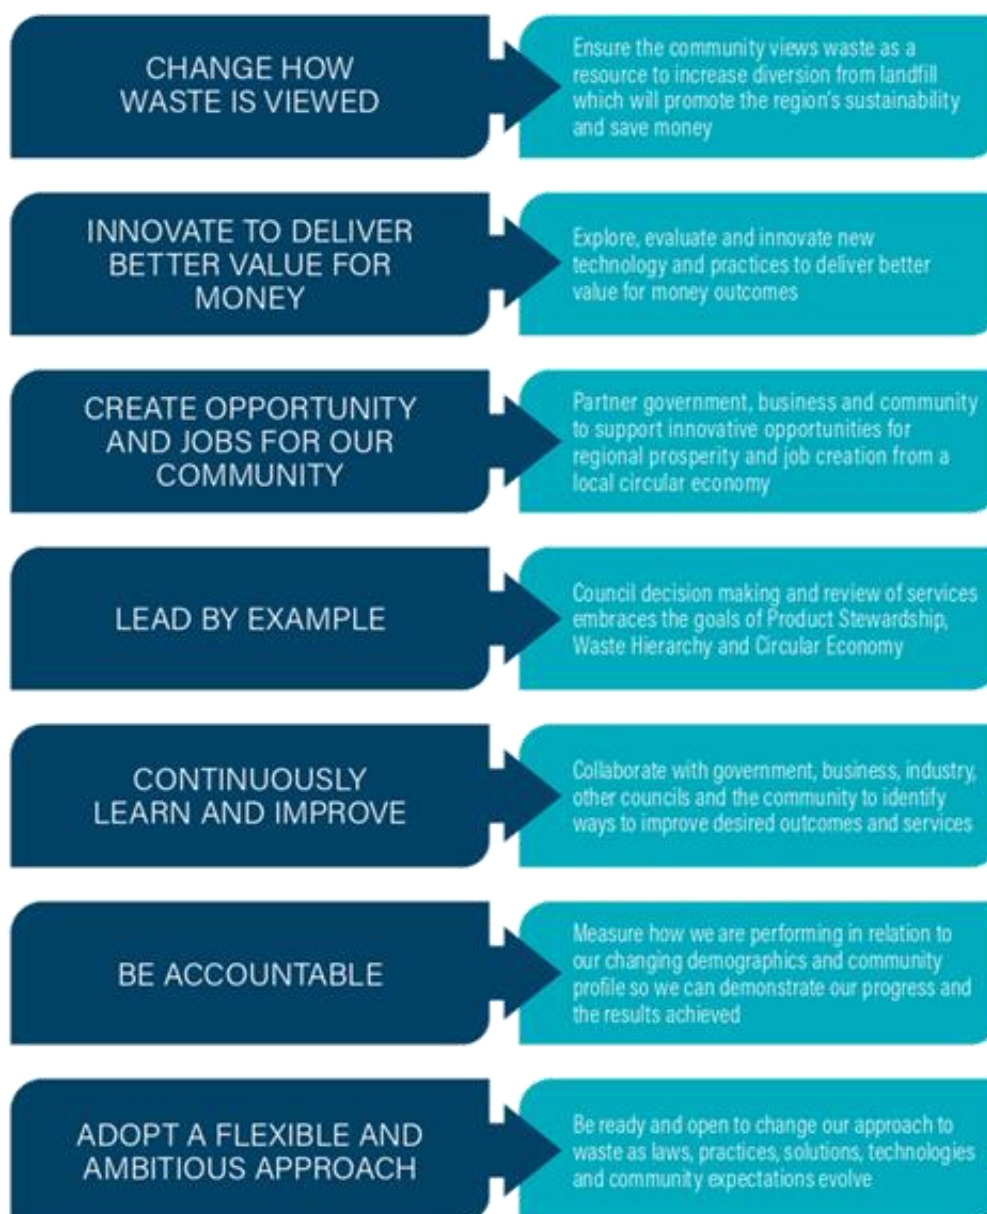 CHANGE HOW
WASTE IS VIEWED
Ensure the community views waste as a
resource to increase diversion from landfill
which will promote the region's sustainability
and save money
INNOVATE TO DELIVER
BETTER VALUE FOR
MONEY
Explore, evaluate and innovate new
technology and practices to deliver better
value for money outcomes
CREATE OPPORTUNITY
AND JOBS FOR OUR
COMMUNITY
Partner government, business and community
to support innovative opportunities for
regional prosperity and job creation from a
local circular economy
LEAD BY EXAMPLE
Council decision making and review of services
embraces the goals of Product Stewardship,
Waste Hierarchy and Circular Economy
CONTINUOUSLY
LEARN AND IMPROVE
Collaborate with government, business, industry,
other councils and the community to identify
ways to improve desired outcomes and services
BE ACCOUNTABLE
Measure how we are performing in relation to
our changing demographics and community
profile so we can demonstrate our progress and
the results achieved
ADOPT A FLEXIBLE AND
AMBITIOUS APPROACH
Be ready and open to change our approach to
waste as laws, practices, solutions, technologies
and community expectations evolve